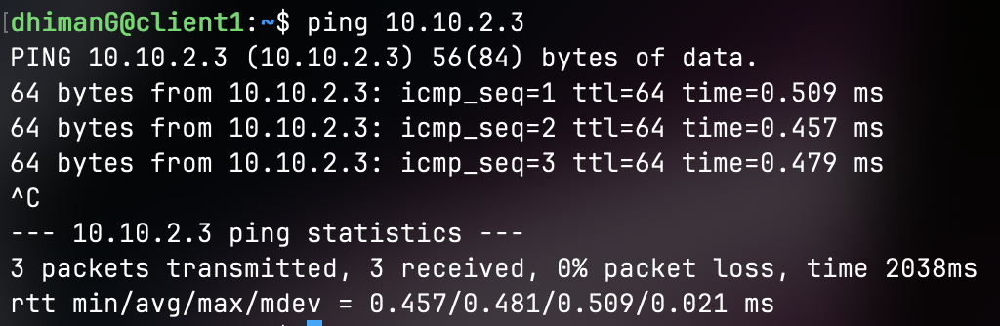 [dhimanG@client1:~$ ping 10.10.2.3
PING 10.10.2.3 (10.10.2.3) 56(84) bytes of data.
64 bytes from 10.10.2.3: icmp_seq=1 ttl=64 time=0.509 ms
64 bytes from 10.10.2.3: icmp_seq=2 ttl=64 time=0.457 ms
64 bytes from 10.10.2.3: icmp_seq=3 ttl=64 time=0.479 ms
^C
--- 10.10.2.3 ping statistics ---
3 packets transmitted, 3 received, 0% packet loss, time 2038ms
rtt min/avg/max/mdev = 0.457/0.481/0.509/0.021 ms